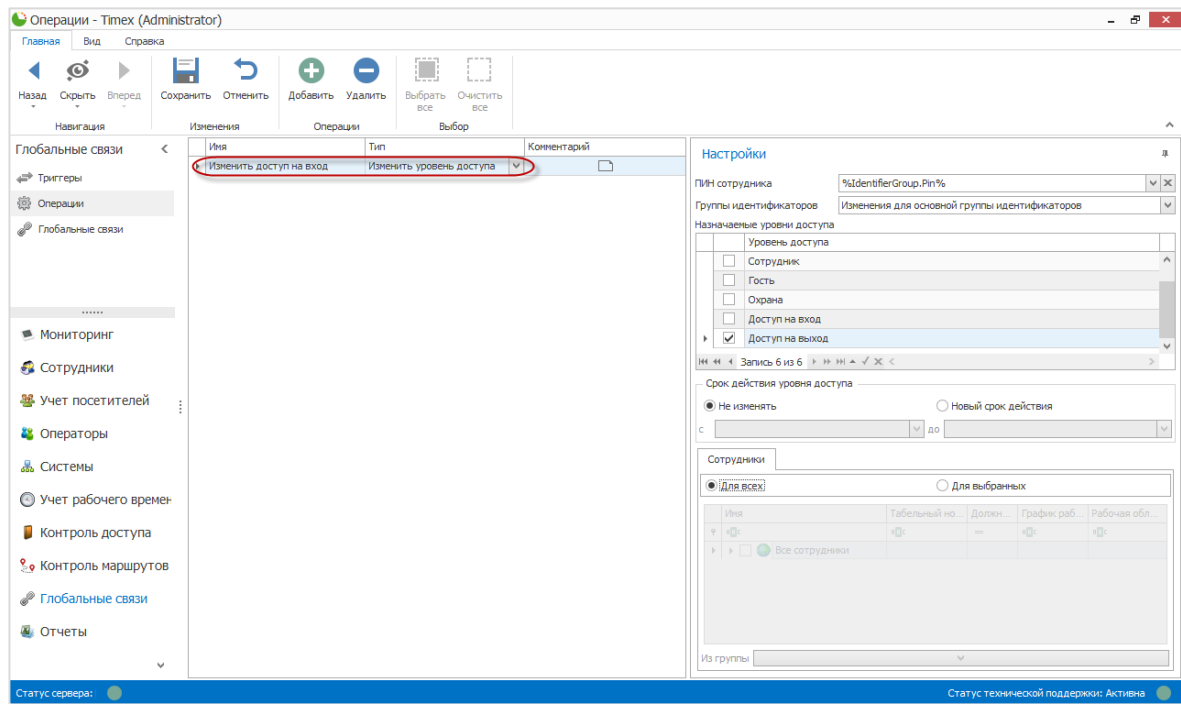 Операции - Timex (Administrator)
Главная Вид Справка
Назад Скрыть Вперед Сохранить Отменить Добавить Удалить Выбрать все Очистить все
Навигация Изменения Операции Выбор
Глобальные связи
Триггеры
Операции
Глобальные связи
Мониторинг
Сотрудники
Учет посетителей
Операторы
Системы
Учет рабочего времен
Контроль доступа
Контроль маршрутов
Глобальные связи
Отчеты
Имя Тип Комментарий
Изменить доступ на вход Изменить уровень доступа
Настройки
ПИН сотрудника %IdentifierGroup.Pin%
Группы идентификаторов Изменения для основной группы идентификаторов
Назначаемые уровни доступа
Уровень доступа
Сотрудник
Гость
Охрана
Доступ на вход
Доступ на выход
Запись 6 из 6
Срок действия уровня доступа
Не изменять Новый срок действия
с до
Сотрудники
Для всех Для выбранных
Имя Табельный но... Должн... График раб... Рабочая обл...
Все сотрудники
Из группы
Статус сервера: Статус технической поддержки: Активна